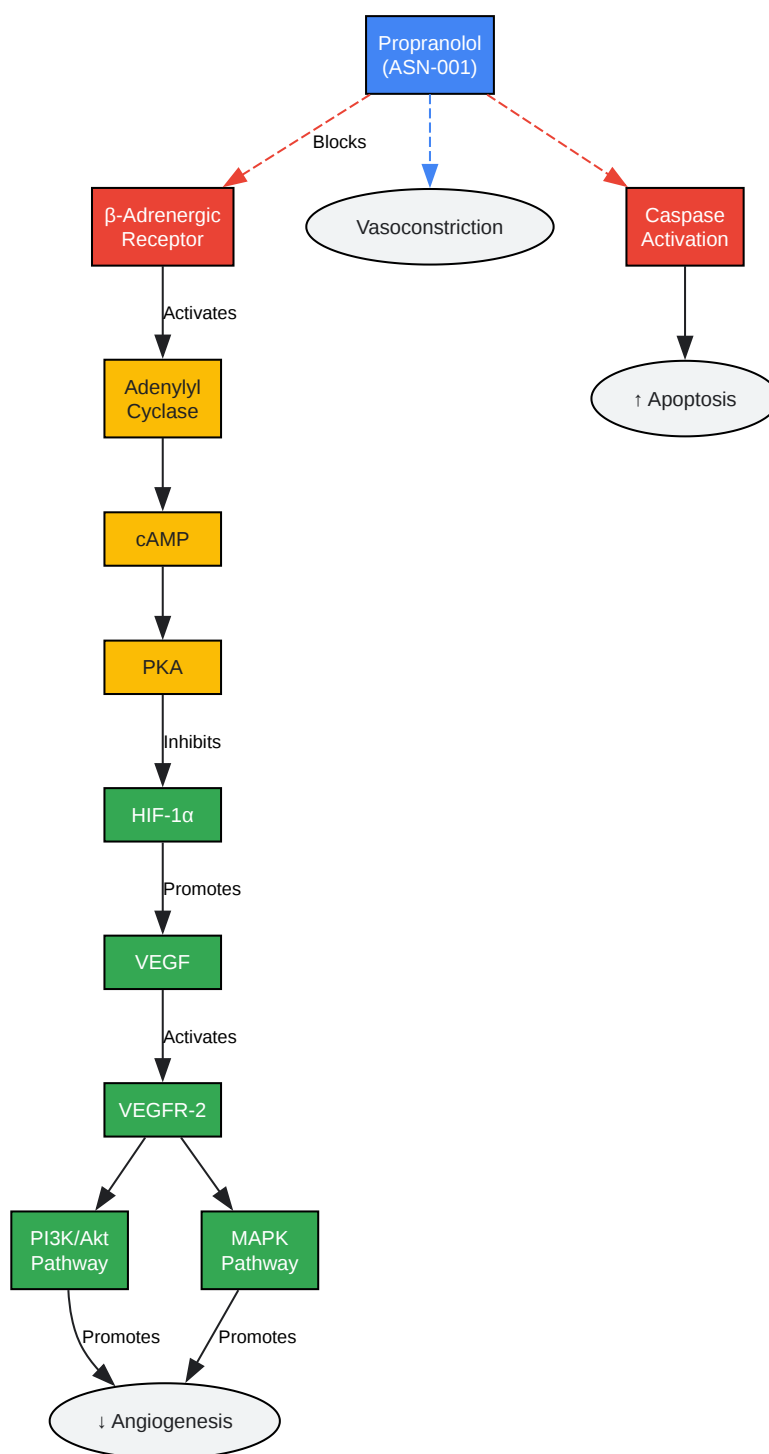 Propranolol
(ASN-001)
Blocks
β-Adrenergic
Receptor
Vasoconstriction
Caspase
Activation
Activates
Adenylyl
Cyclase
↑ Apoptosis
cAMP
PKA
Inhibits
HIF-1α
Promotes
VEGF
Activates
VEGFR-2
PI3K/Akt
Pathway
MAPK
Pathway
Promotes
Promotes
↓ Angiogenesis